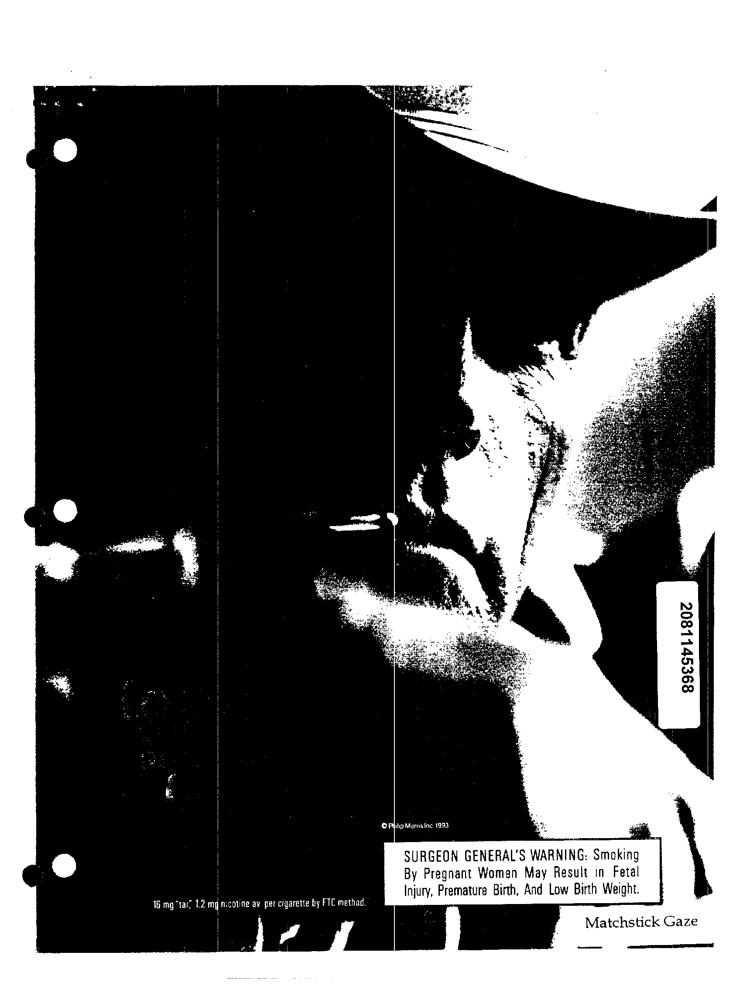 2081145368
© Philip Morris Inc. 1993
SURGEON GENERAL'S WARNING: Smoking
By Pregnant Women May Result in Fetal
Injury, Premature Birth, And Low Birth Weight.
16 mg "tar," 1.2 mg nicotine av. per cigarette by FTC method.
Matchstick Gaze